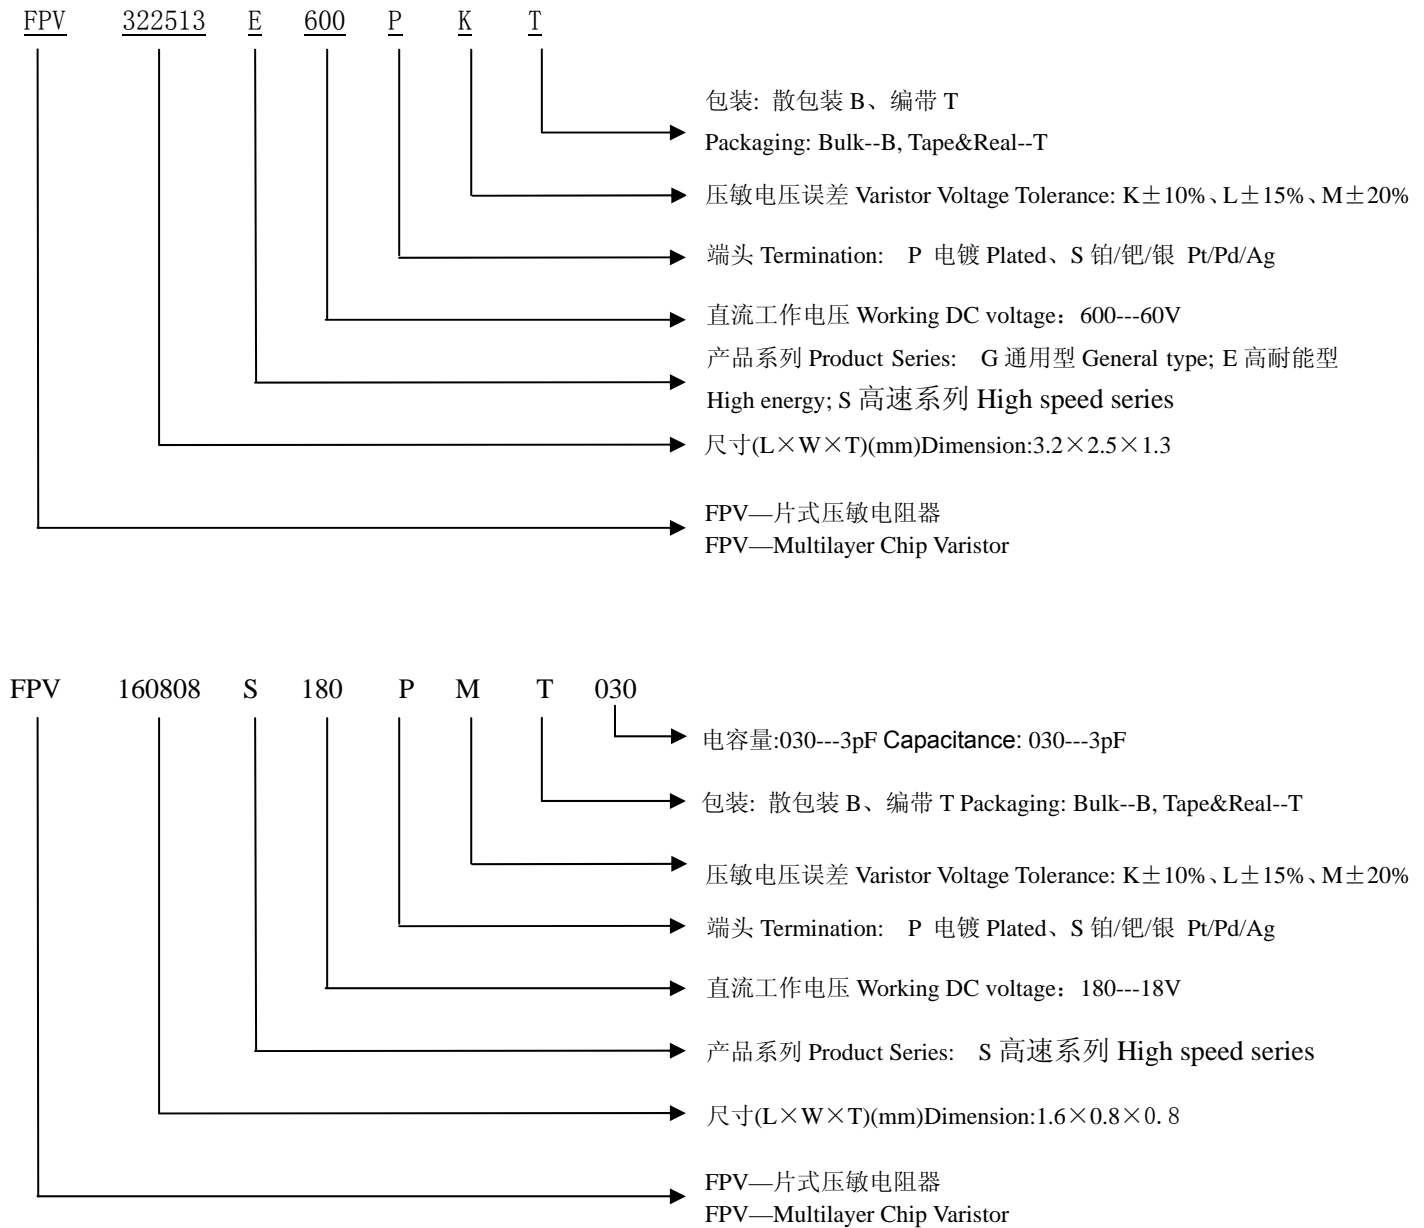 FPV 322513 E 600 P K T
包装: 散包装 B、编带 T
Packaging: Bulk--B, Tape&Real--T
压敏电压误差 Varistor Voltage Tolerance: K±10%、L±15%、M±20%
端头 Termination: P 电镀 Plated、S 铂/钯/银 Pt/Pd/Ag
直流工作电压 Working DC voltage：600---60V
产品系列 Product Series: G 通用型 General type; E 高耐能型
High energy; S 高速系列 High speed series
尺寸(L×W×T)(mm)Dimension:3.2×2.5×1.3
FPV—片式压敏电阻器
FPV—Multilayer Chip Varistor
FPV 160808 S 180 P M T 030
电容量:030---3pF Capacitance: 030---3pF
包装: 散包装 B、编带 T Packaging: Bulk--B, Tape&Real--T
压敏电压误差 Varistor Voltage Tolerance: K±10%、L±15%、M±20%
端头 Termination: P 电镀 Plated、S 铂/钯/银 Pt/Pd/Ag
直流工作电压 Working DC voltage：180---18V
产品系列 Product Series: S 高速系列 High speed series
尺寸(L×W×T)(mm)Dimension:1.6×0.8×0.8
FPV—片式压敏电阻器
FPV—Multilayer Chip Varistor